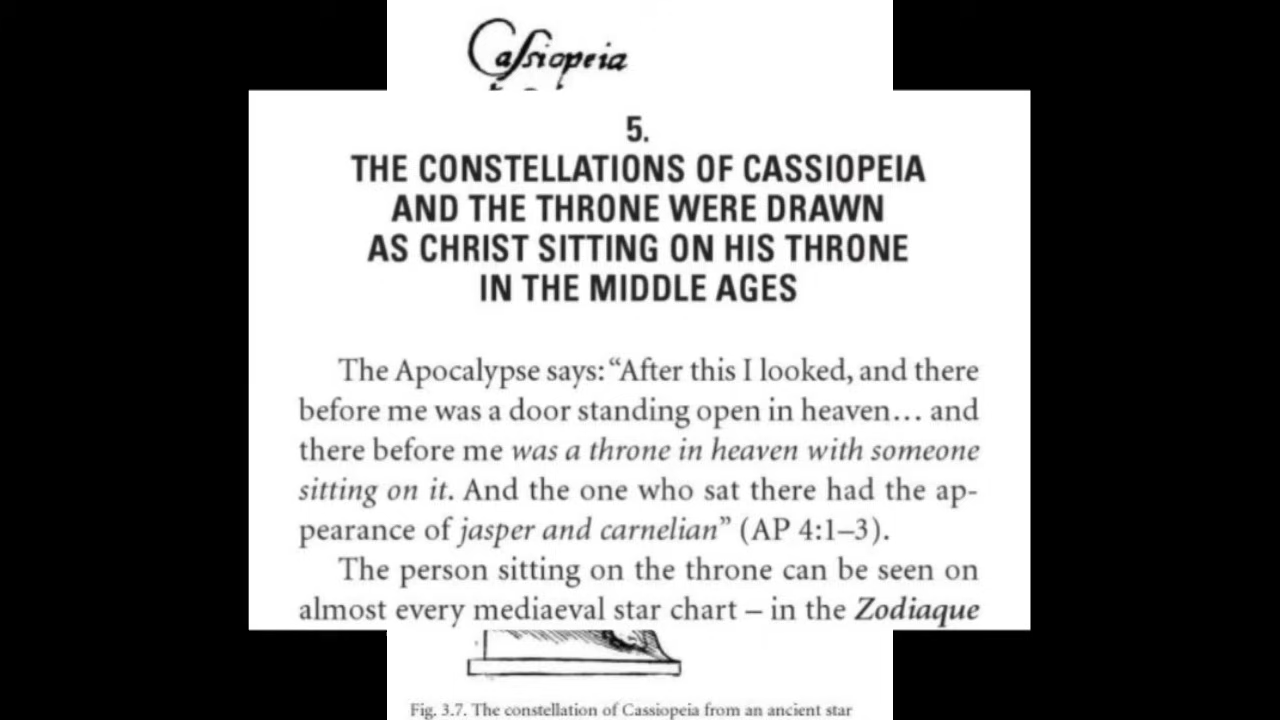 Cassiopeia
5.
THE CONSTELLATIONS OF CASSIOPEIA
AND THE THRONE WERE DRAWN
AS CHRIST SITTING ON HIS THRONE
IN THE MIDDLE AGES
The Apocalypse says: “After this I looked, and there
before me was a door standing open in heaven… and
there before me was a throne in heaven with someone
sitting on it. And the one who sat there had the ap-
pearance of jasper and carnelian” (AP 4:1–3).
The person sitting on the throne can be seen on
almost every mediaeval star chart – in the Zodiaque
Fig. 3.7. The constellation of Cassiopeia from an ancient star